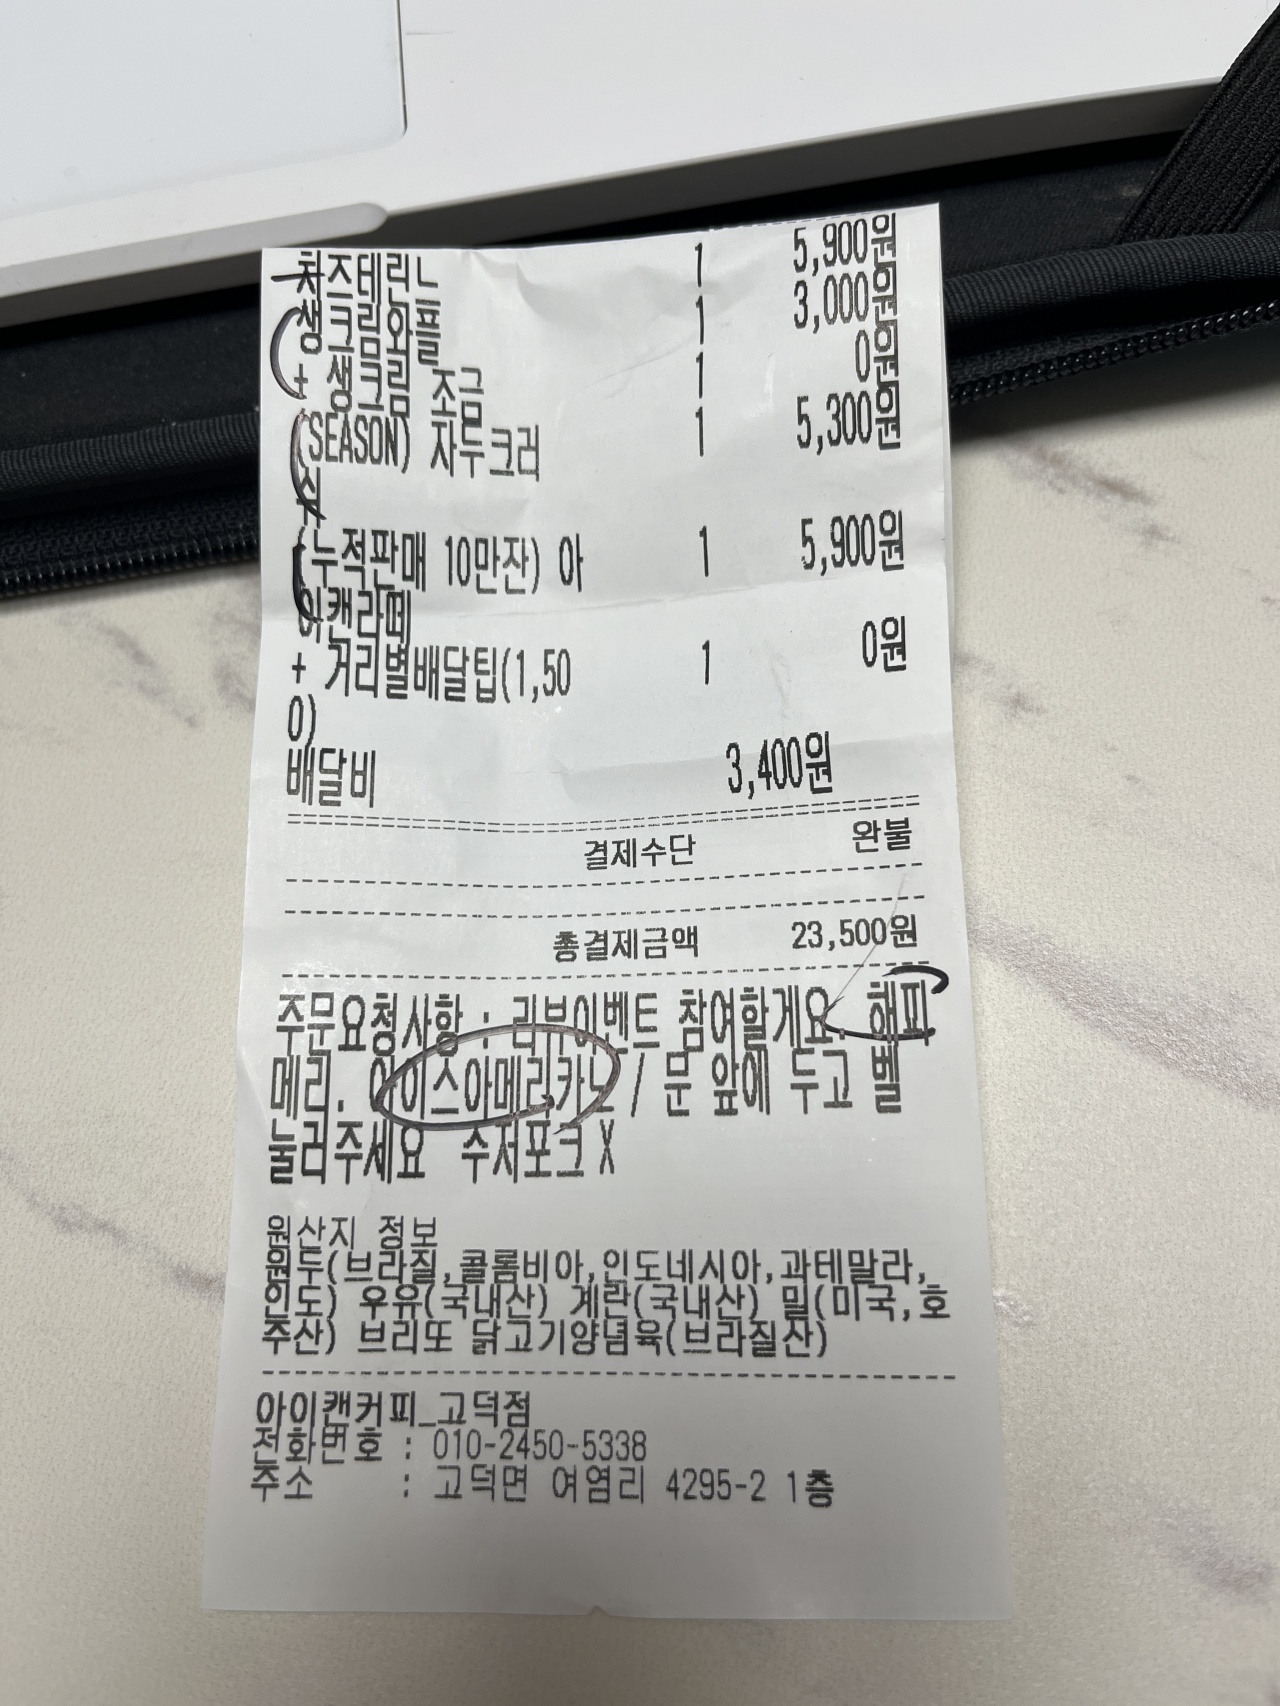 치즈테린느 1 5,900원
생크림와플 1 3,000원
+ 생크림 조금 1 0원
(SEASON) 자두크러 1 5,300원
쉬
(누적판매 10만잔) 아 1 5,900원
이캔라떼
+ 거리별배달팁(1,50 1 0원
0)
배달비 3,400원
결제수단 완불
총결제금액 23,500원
주문요청사항 : 리뷰이벤트 참여할게요. 해피
메리. 아이스아메리카노 / 문 앞에 두고 벨
눌러주세요 수저포크 X
원산지 정보
원두(브라질,콜롬비아,인도네시아,과테말라,
인도) 우유(국내산) 계란(국내산) 밀(미국,호
주산) 브리또 닭고기양념육(브라질산)
아이캔커피_고덕점
전화번호 : 010-2450-5338
주소 : 고덕면 여염리 4295-2 1층